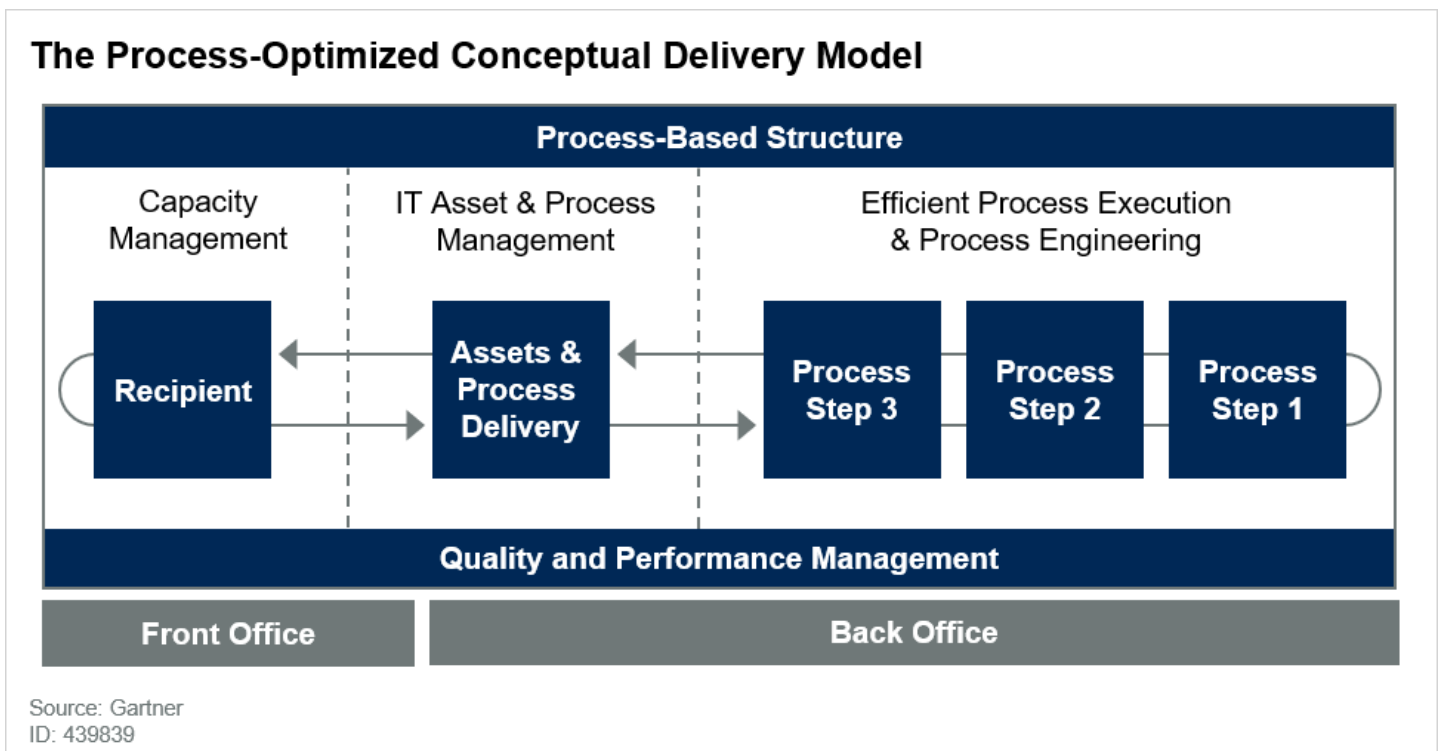 The Process-Optimized Conceptual Delivery Model
Process-Based Structure
Capacity
Management
IT Asset & Process
Management
Efficient Process Execution
& Process Engineering
Recipient
Assets &
Process
Delivery
Process
Step 3
Process
Step 2
Process
Step 1
Quality and Performance Management
Front Office
Back Office
Source: Gartner
ID: 439839